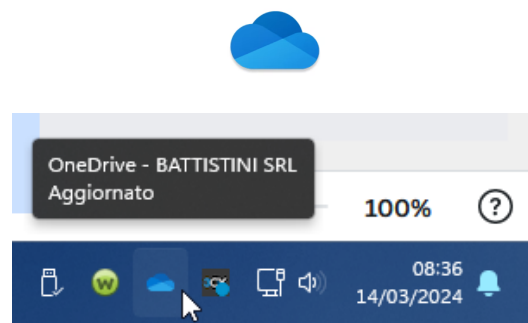 OneDrive - BATTISTINI SRL
Aggiornato
100%
?
08:36
14/03/2024